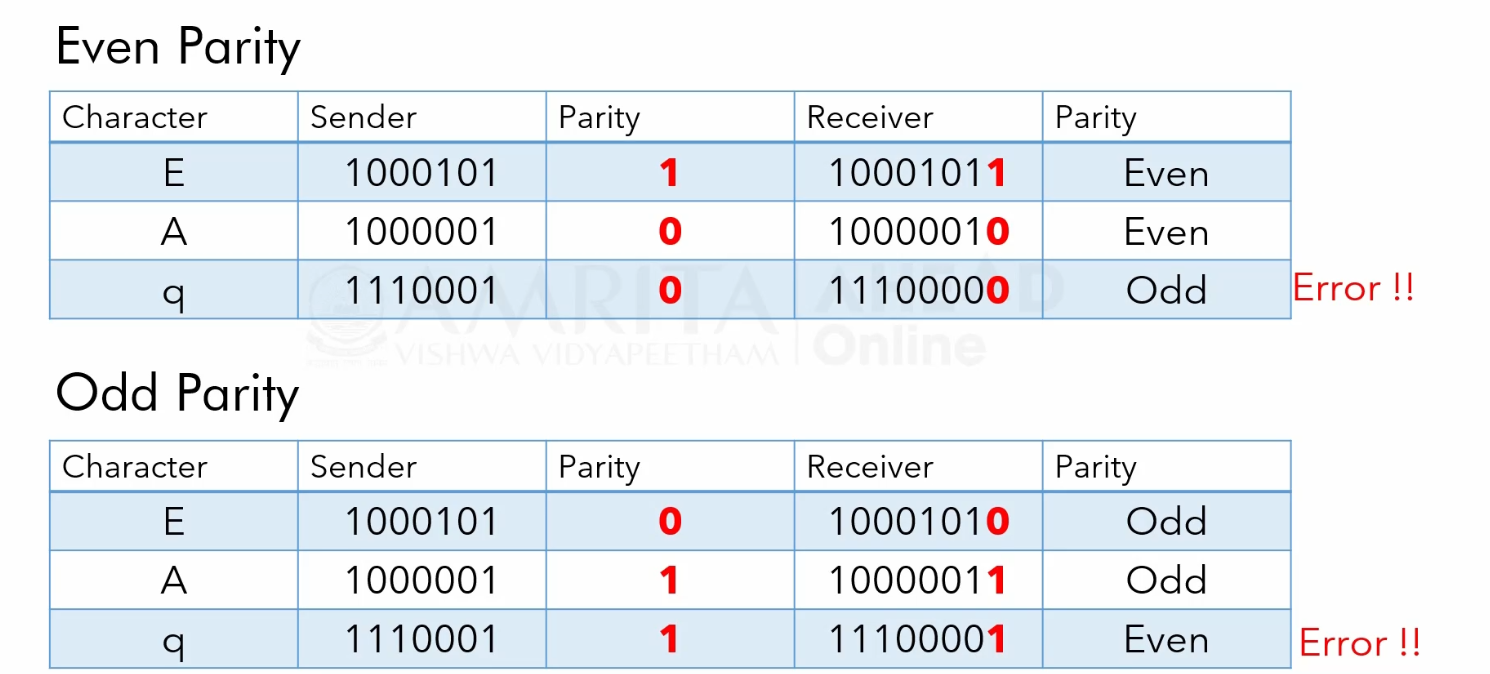 Even Parity
Character Sender Parity Receiver Parity
E 1000101 1 10001011 Even
A 1000001 0 10000010 Even
q 1110001 0 11100000 Odd Error !!
AMRITA AHEAD
VISHWA VIDYAPEETHAM Online
Odd Parity
Character Sender Parity Receiver Parity
E 1000101 0 10001010 Odd
A 1000001 1 10000011 Odd
q 1110001 1 11100001 Even Error !!